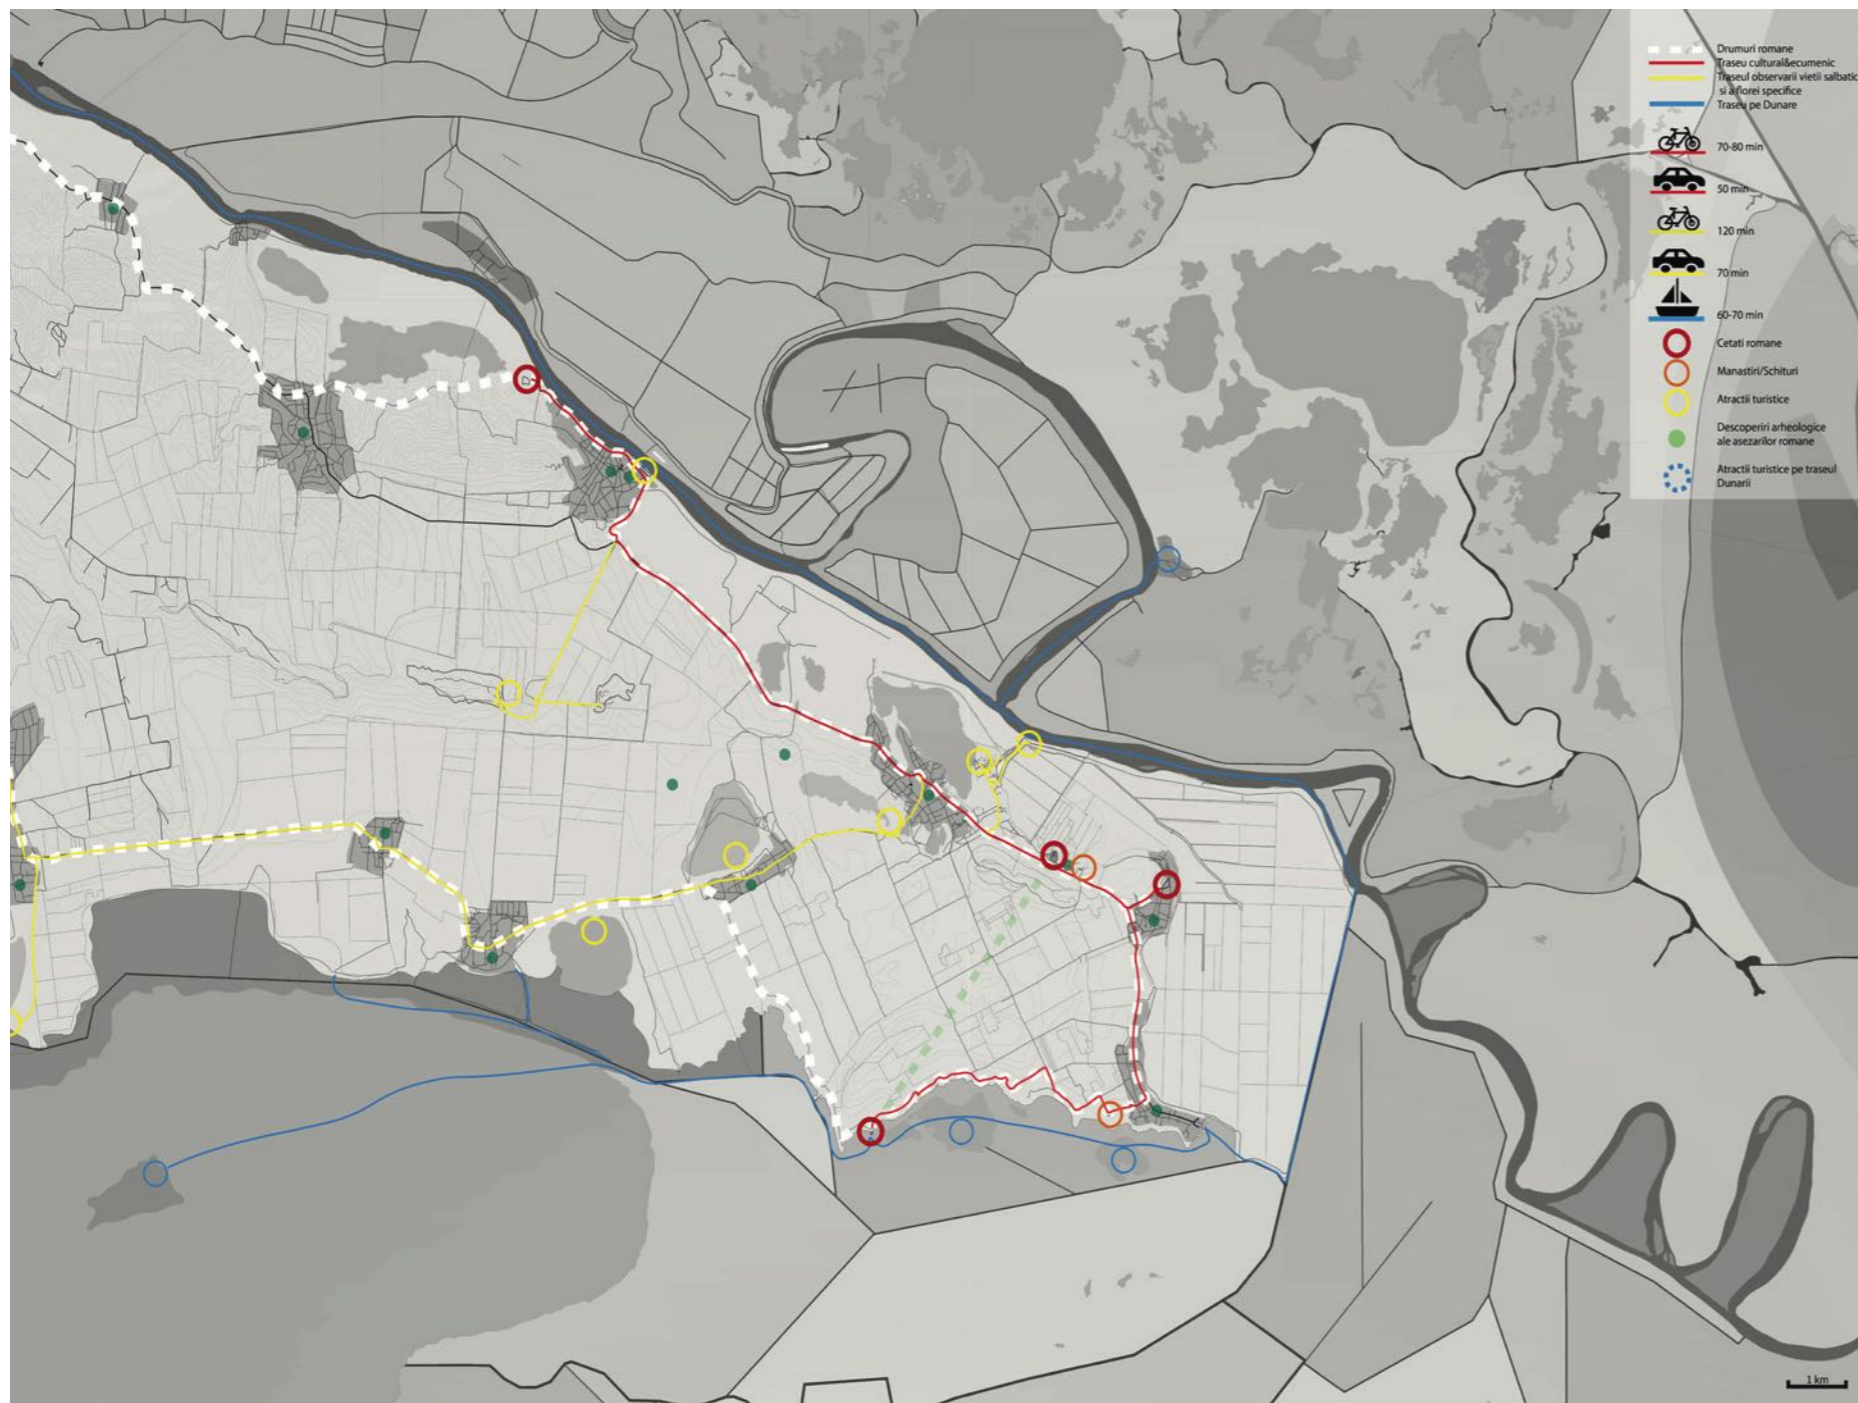 Drumuri romane
Traseu cultural&ecumenic
Traseul observarii vietii salbatic
si a florei specifice
Traseu pe Dunare
70-80 min
50 min
120 min
70 min
60-70 min
Cetati romane
Manastiri/Schituri
Atractii turistice
Descoperiri arheologice
ale asezarilor romane
Atractii turistice pe traseul
Dunarii
1 km